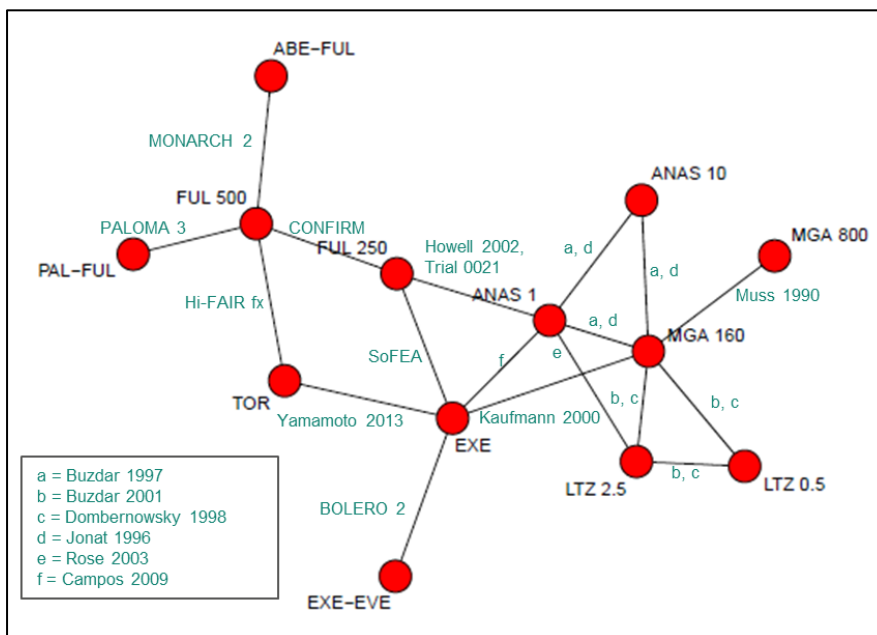 ABE−FUL
MONARCH 2
ANAS 10
FUL 500
PALOMA 3
CONFIRM
FUL 250
Howell 2002,
Trial 0021
a, d
MGA 800
PAL−FUL
Hi-FAIR fx
ANAS 1
a, d
Muss 1990
a, d
MGA 160
SoFEA
f
e
TOR
Yamamoto 2013
Kaufmann 2000
b, c
b, c
EXE
LTZ 2.5
b, c
LTZ 0.5
BOLERO 2
EXE−EVE
a = Buzdar 1997
b = Buzdar 2001
c = Dombernowsky 1998
d = Jonat 1996
e = Rose 2003
f = Campos 2009